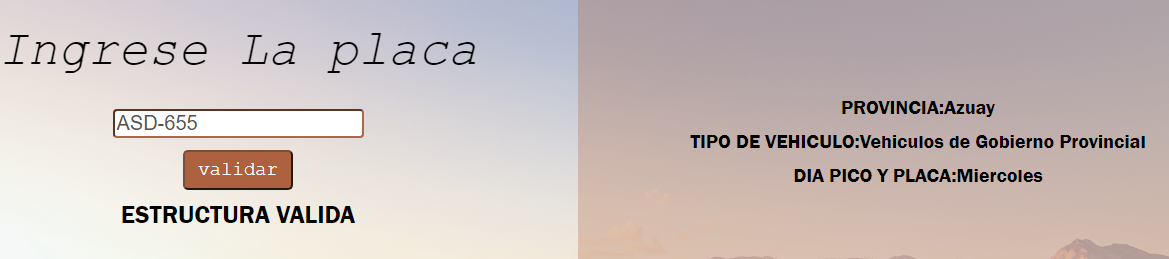 Ingrese La placa
ASD-655
validar
ESTRUCTURA VALIDA
PROVINCIA:Azuay
TIPO DE VEHICULO:Vehiculos de Gobierno Provincial
DIA PICO Y PLACA:Miercoles